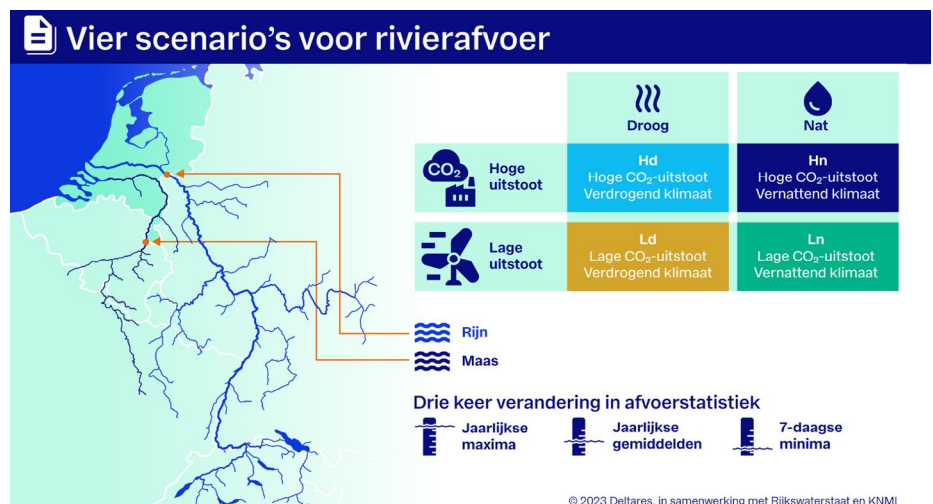 Vier scenario's voor rivierafvoer
Droog
Nat
CO₂
Hoge
uitstoot
Hd
Hoge CO₂-uitstoot
Verdrogend klimaat
Hn
Hoge CO₂-uitstoot
Vernattend klimaat
Lage
uitstoot
Ld
Lage CO₂-uitstoot
Verdrogend klimaat
Ln
Lage CO₂-uitstoot
Vernattend klimaat
Rijn
Maas
Drie keer verandering in afvoerstatistiek
Jaarlijkse
maxima
Jaarlijkse
gemiddelden
7-daagse
minima
© 2023 Deltares, in samenwerking met Rijkswaterstaat en KNMI